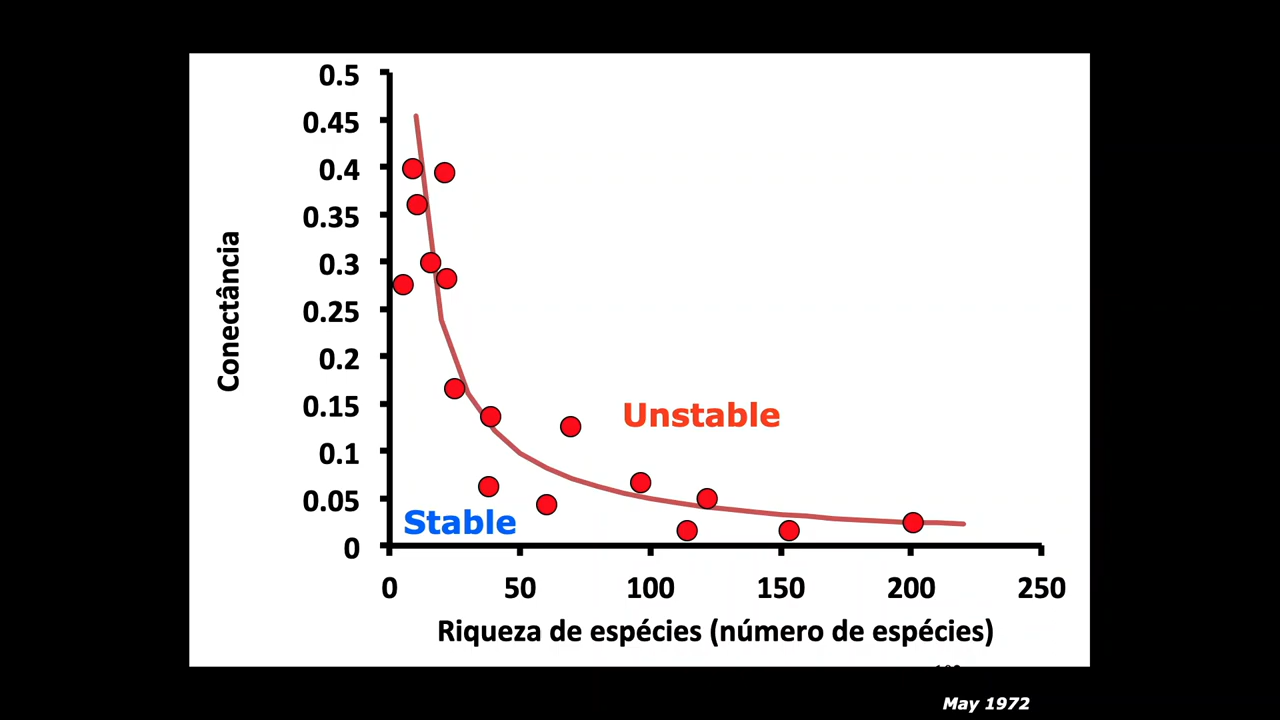 0.5
0.45
0.4
0.35
0.3
0.25
0.2
0.15
0.1
0.05
0
Conectância
Unstable
Stable
0 50 100 150 200 250
Riqueza de espécies (número de espécies)
May 1972